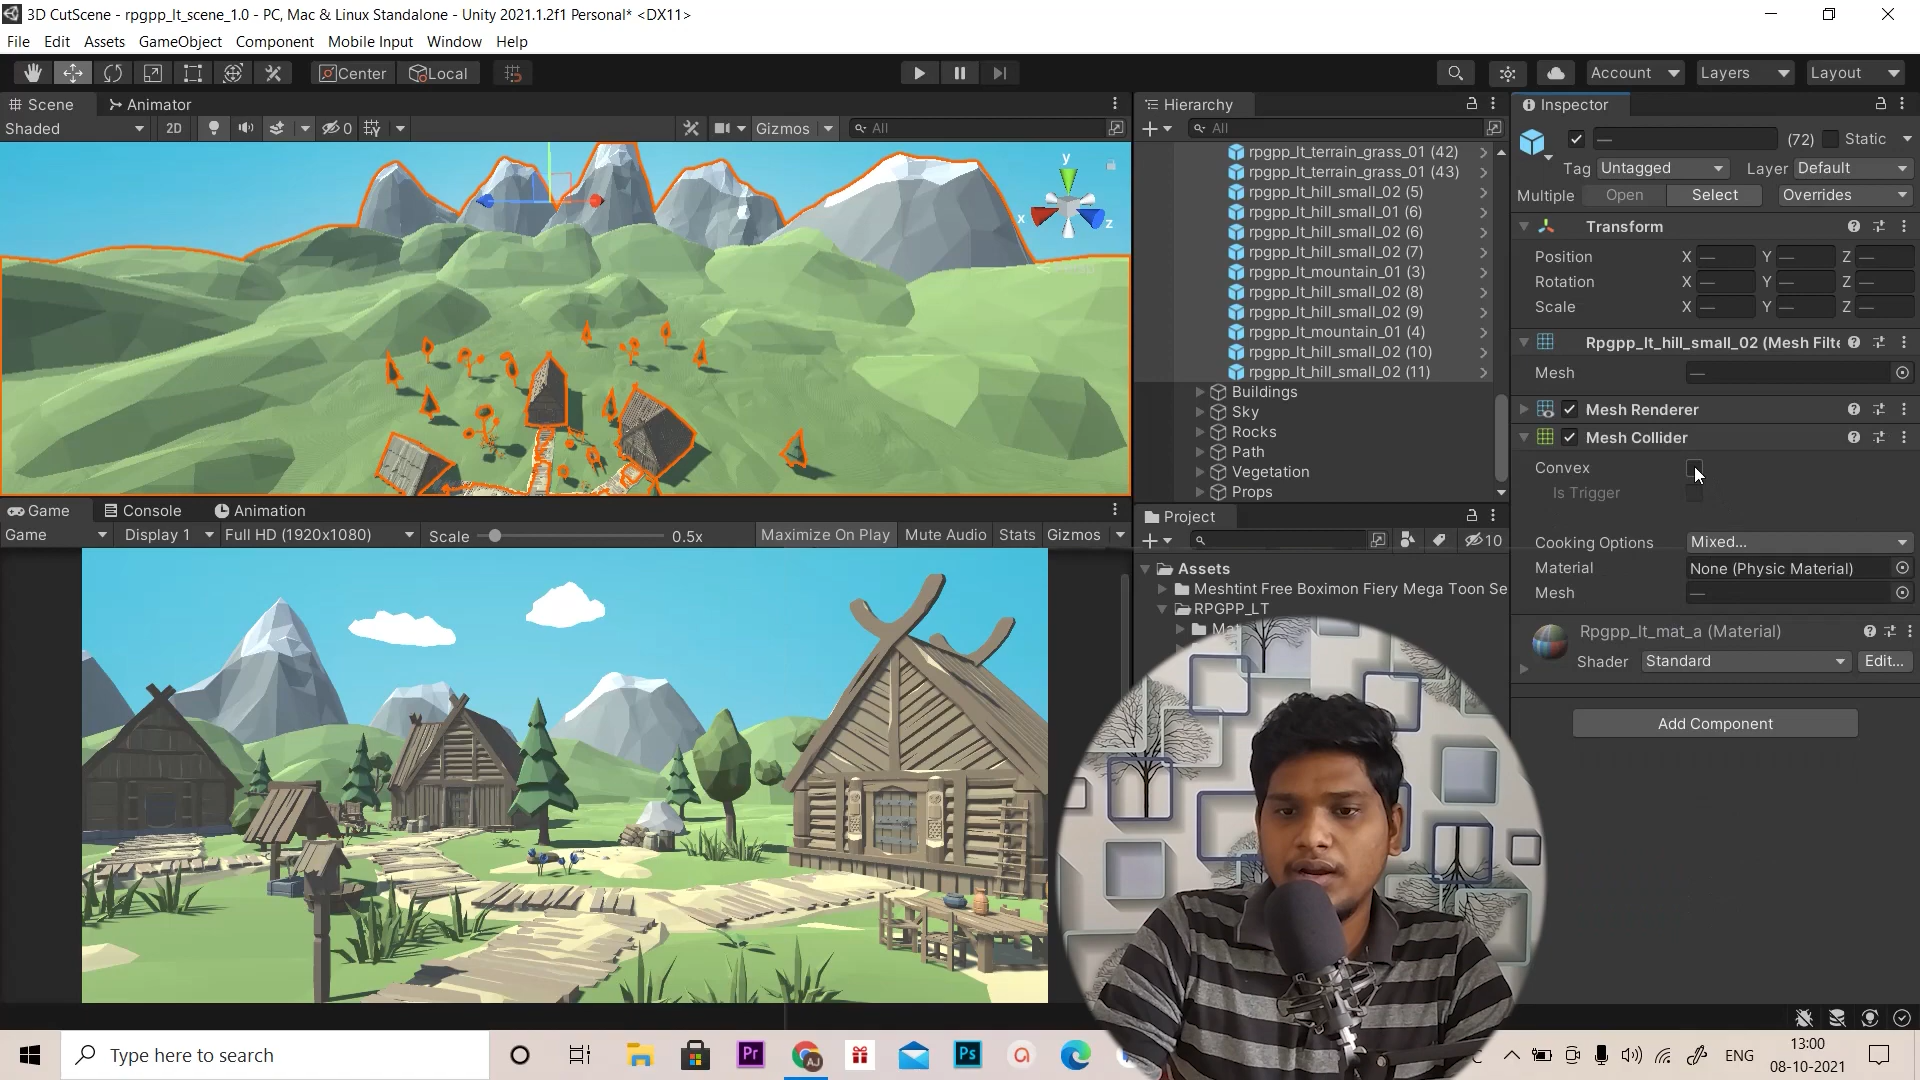 3D CutScene - rpgpp_lt_scene_1.0 - PC, Mac & Linux Standalone - Unity 2021.1.2f1 Personal* <DX11>
File Edit Assets GameObject Component Mobile Input Window Help
Center Local
Account Layers Layout
Scene Animator
Shaded 2D 0 Gizmos All
y
x
z
Hierarchy
All
rpgpp_lt_terrain_grass_01 (42)
rpgpp_lt_terrain_grass_01 (43)
rpgpp_lt_hill_small_02 (5)
rpgpp_lt_hill_small_01 (6)
rpgpp_lt_hill_small_02 (6)
rpgpp_lt_hill_small_02 (7)
rpgpp_lt_mountain_01 (3)
rpgpp_lt_hill_small_02 (8)
rpgpp_lt_hill_small_02 (9)
rpgpp_lt_mountain_01 (4)
rpgpp_lt_hill_small_02 (10)
rpgpp_lt_hill_small_02 (11)
Buildings
Sky
Rocks
Path
Vegetation
Props
Inspector
— (72) Static
Tag Untagged Layer Default
Multiple Open Select Overrides
Transform
Position X — Y — Z —
Rotation X — Y — Z —
Scale X — Y — Z —
Rpgpp_lt_hill_small_02 (Mesh Filte
Mesh —
Mesh Renderer
Mesh Collider
Convex
Is Trigger
Cooking Options Mixed...
Material None (Physic Material)
Mesh —
Rpgpp_lt_mat_a (Material)
Shader Standard Edit...
Add Component
Game Console Animation
Game Display 1 Full HD (1920x1080) Scale 0.5x Maximize On Play Mute Audio Stats Gizmos
Project
10
Assets
Meshtint Free Boximon Fiery Mega Toon Se
RPGPP_LT
Type here to search
Pr
AJ
Ps
ENG
13:00
08-10-2021